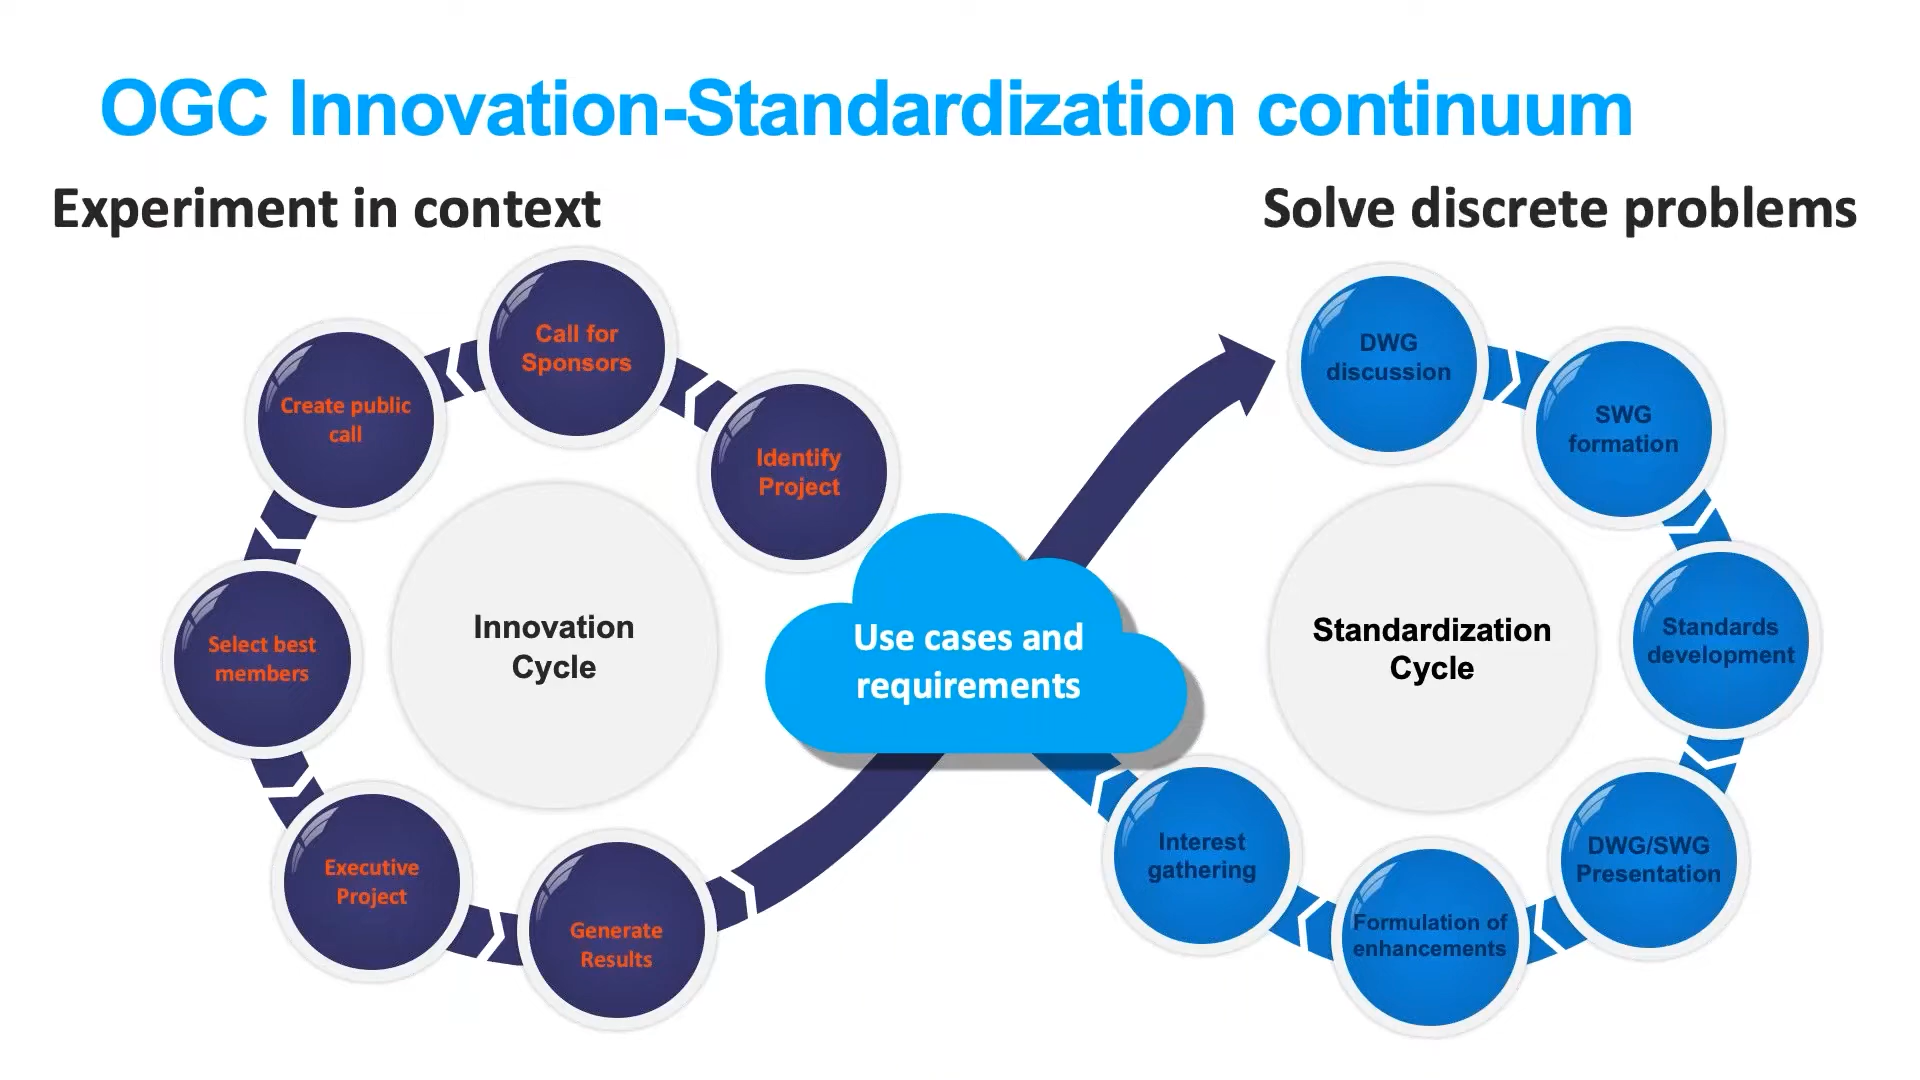 OGC Innovation-Standardization continuum
Experiment in context
Solve discrete problems
Call for
Sponsors
Create public
call
Identify
Project
Select best
members
Innovation
Cycle
Executive
Project
Generate
Results
Use cases and
requirements
DWG
discussion
SWG
formation
Standards
development
Standardization
Cycle
DWG/SWG
Presentation
Formulation of
enhancements
Interest
gathering